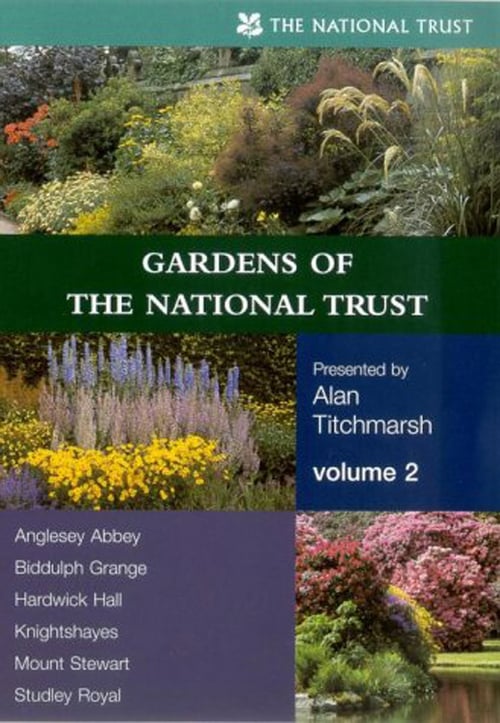 THE NATIONAL TRUST
GARDENS OF
THE NATIONAL TRUST
Presented by
Alan
Titchmarsh
volume 2
Anglesey Abbey
Biddulph Grange
Hardwick Hall
Knightshayes
Mount Stewart
Studley Royal